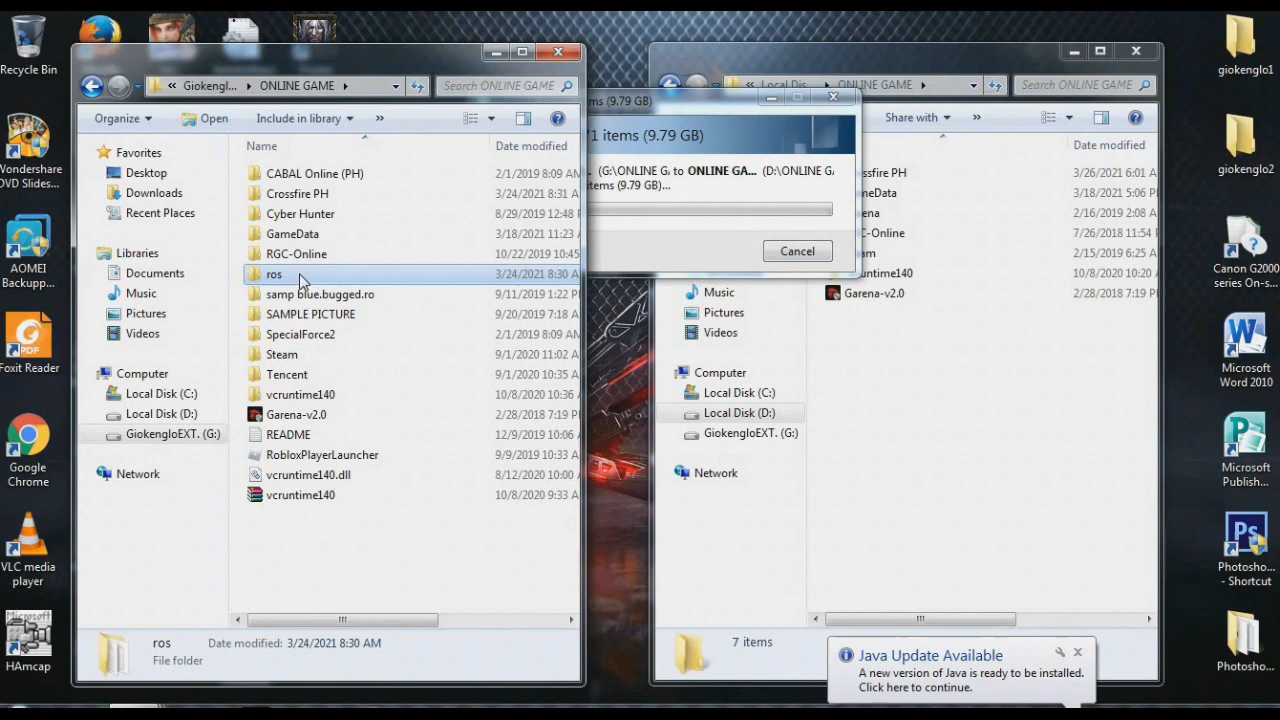 Recycle Bin
Wondershare
DVD Slides...
AOMEI
Backupp...
Foxit Reader
Google
Chrome
VLC media
player
HAmcap
Giokengl...
ONLINE GAME
Search ONLINE GAME
Organize
Open
Include in library
»
Name
Date modified
Favorites
Desktop
Downloads
Recent Places
Libraries
Documents
Music
Pictures
Videos
Computer
Local Disk (C:)
Local Disk (D:)
GiokengloEXT. (G:)
Network
CABAL Online (PH) 2/1/2019 8:09 AM
Crossfire PH 3/24/2021 8:31 A
Cyber Hunter 8/29/2019 12:48
GameData 3/18/2021 11:23
RGC-Online 10/22/2019 10:45
ros 3/24/2021 8:30 A
samp blue.bugged.ro 9/11/2019 1:22 P
SAMPLE PICTURE 9/20/2019 7:18 A
SpecialForce2 2/1/2019 8:09 AM
Steam 9/1/2020 11:02 A
Tencent 9/1/2020 10:35 A
vcruntime140 10/8/2020 10:36
Garena-v2.0 2/28/2018 7:19 P
README 12/9/2019 10:06
RobloxPlayerLauncher 9/9/2019 10:33 A
vcruntime140.dll 8/12/2020 10:00
vcruntime140 10/8/2020 9:33 A
ros Date modified: 3/24/2021 8:30 AM
File folder
ms (9.79 GB)
71 items (9.79 GB)
(G:\ONLINE G to ONLINE GA... (D:\ONLINE G
items (9.79 GB)...
Cancel
Local Dis...
ONLINE GAME
Search ONLINE GAME
Share with
»
Date modified
ssfire PH 3/26/2021 6:01 A
meData 3/18/2021 5:06 P
ena 2/16/2019 2:08 A
C-Online 7/26/2018 11:54
am 2/15/2019 6:25 A
untime140 10/8/2020 10:20
Garena-v2.0 2/28/2018 7:19 P
Music
Pictures
Videos
Computer
Local Disk (C:)
Local Disk (D:)
GiokengloEXT. (G:)
Network
7 items
Java Update Available
A new version of Java is ready to be installed.
Click here to continue.
giokenglo1
giokenglo2
Canon G2000
series On-s...
Microsoft
Word 2010
Microsoft
Publish...
Photosho...
- Shortcut
Photosho...